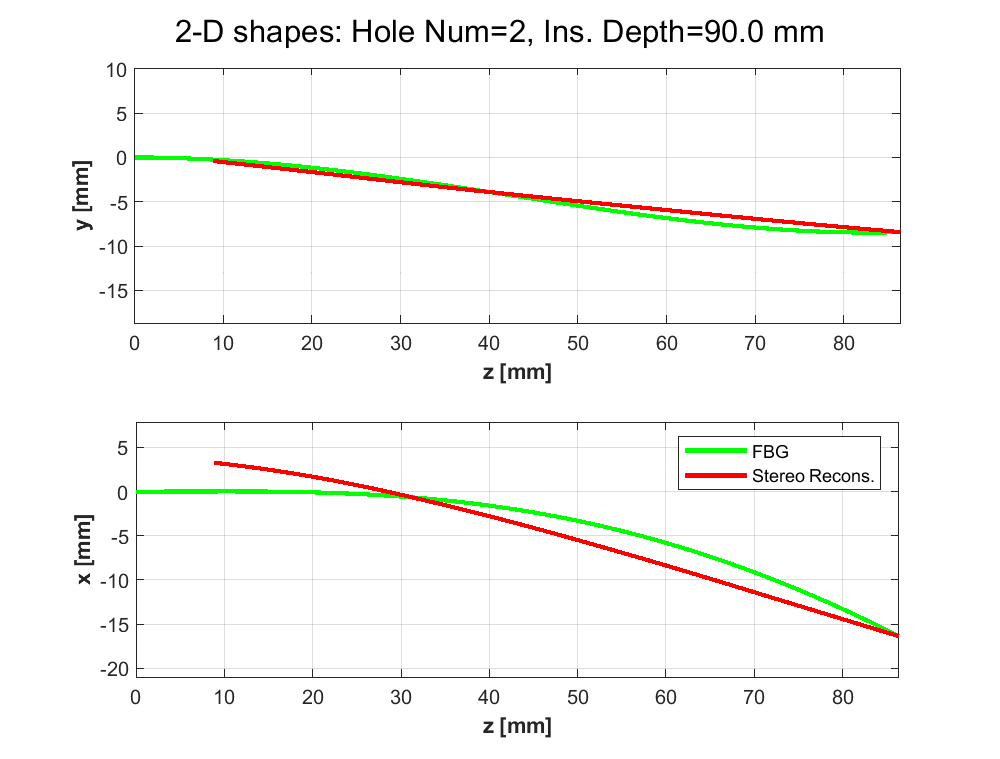 2-D shapes: Hole Num=2, Ins. Depth=90.0 mm
10
5
0
-5
-10
-15
y [mm]
0 10 20 30 40 50 60 70 80
z [mm]
5
0
-5
-10
-15
-20
x [mm]
FBG
Stereo Recons.
0 10 20 30 40 50 60 70 80
z [mm]